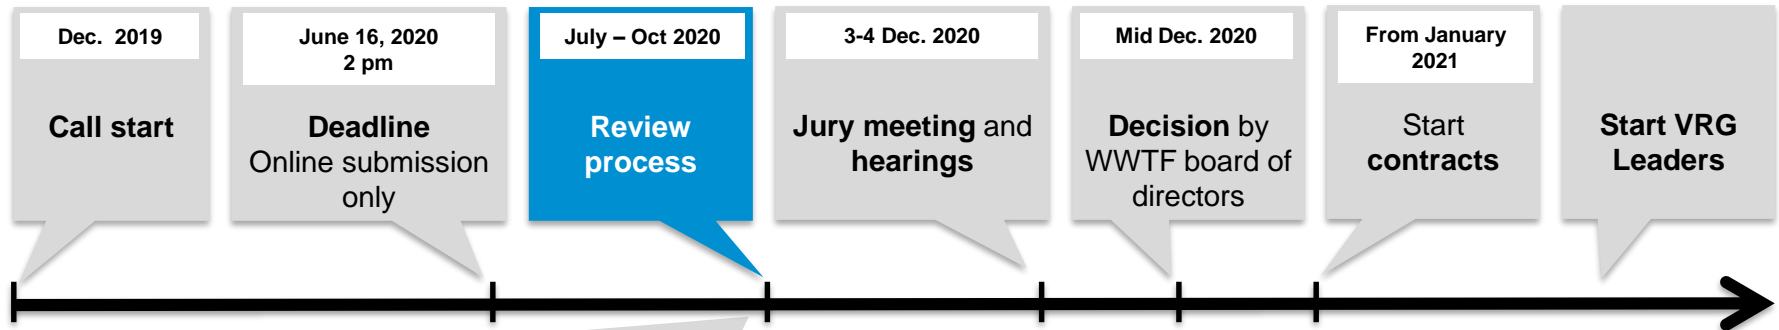 Dec. 2019
Call start
June 16, 2020
2 pm
Deadline
Online submission
only
July – Oct 2020
Review
process
3-4 Dec. 2020
Jury meeting and
hearings
Mid Dec. 2020
Decision by
WWTF board of
directors
From January
2021
Start
contracts
Start VRG
Leaders